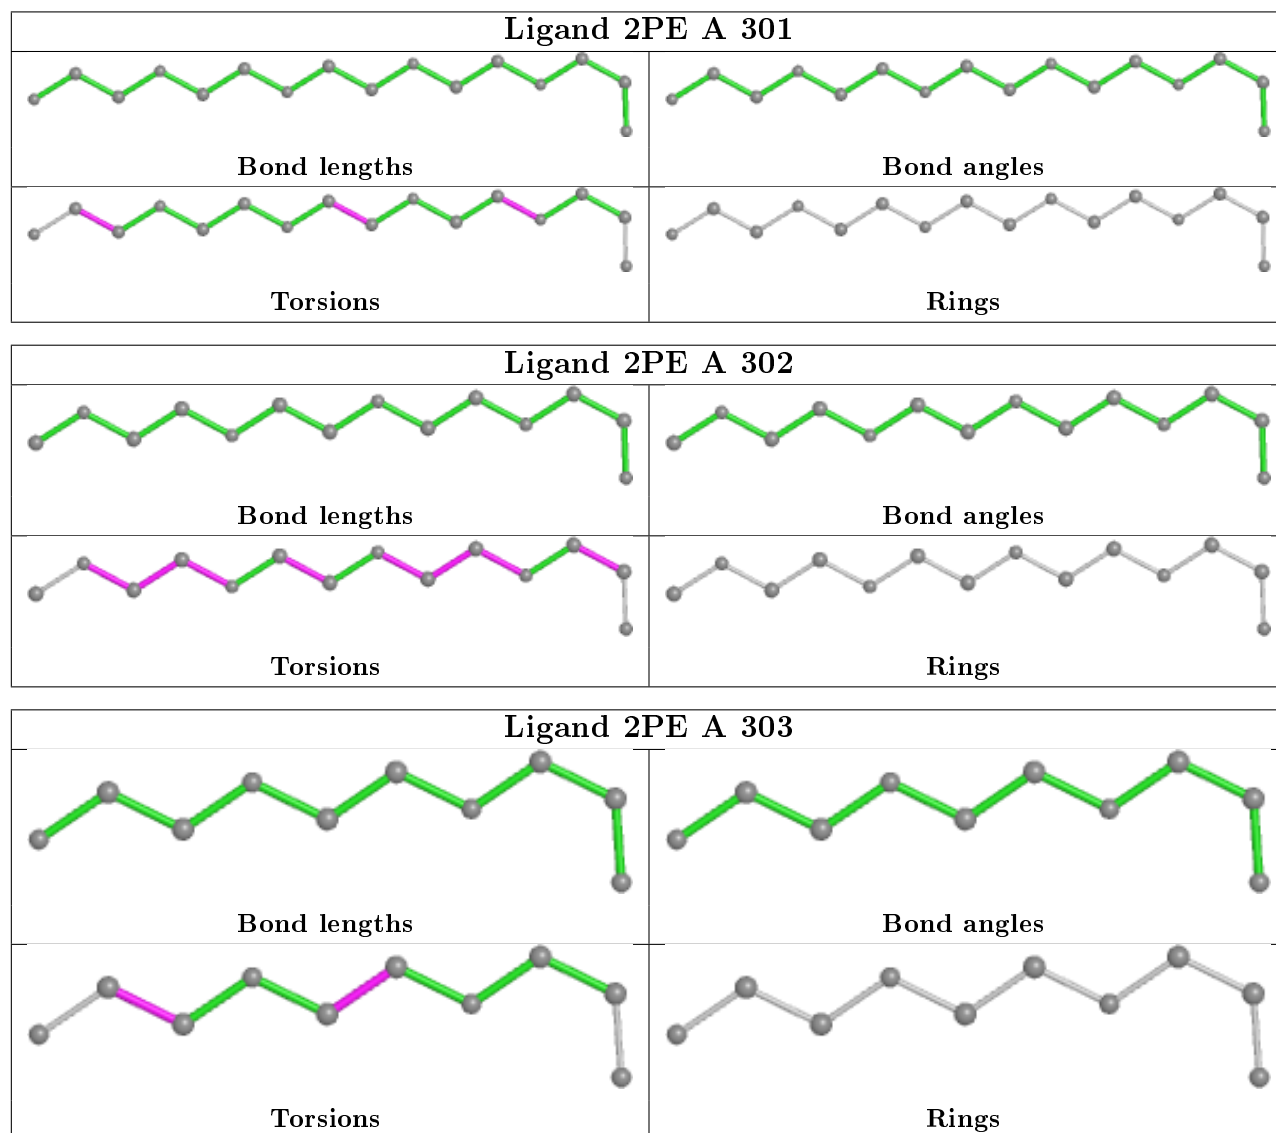 Ligand 2PE A 301
Bond lengths
Bond angles
Torsions
Rings
Ligand 2PE A 302
Bond lengths
Bond angles
Torsions
Rings
Ligand 2PE A 303
Bond lengths
Bond angles
Torsions
Rings